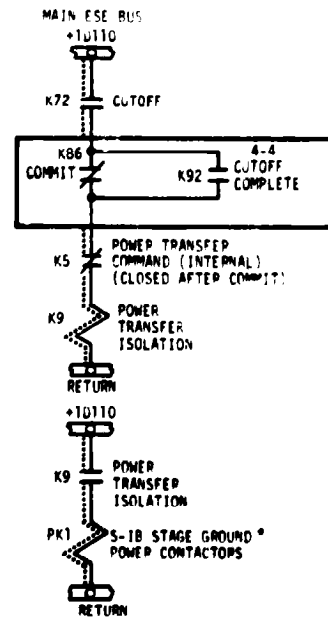 MAIN ESE BUS
+1D110
K72 CUTOFF
K86
COMMIT
4-4
K92 CUTOFF
COMPLETE
K5 POWER TRANSFER
COMMAND (INTERNAL)
(CLOSED AFTER COMMIT)
K9 POWER
TRANSFER
ISOLATION
RETURN
+1D110
K9 POWER
TRANSFER
ISOLATION
PK1 S-IB STAGE GROUND *
POWER CONTACTORS
RETURN